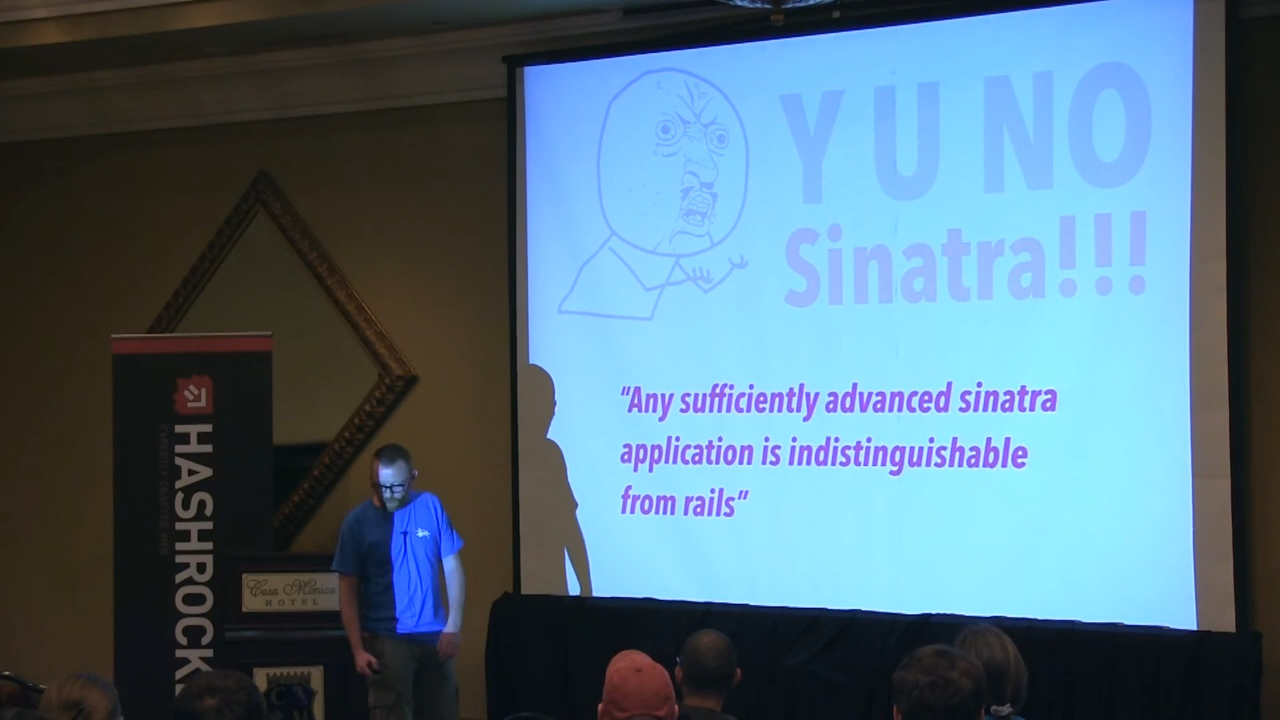 Y U NO
Sinatra!!!
“Any sufficiently advanced sinatra
application is indistinguishable
from rails”
HASHROCK
Casa Monica
HOTEL